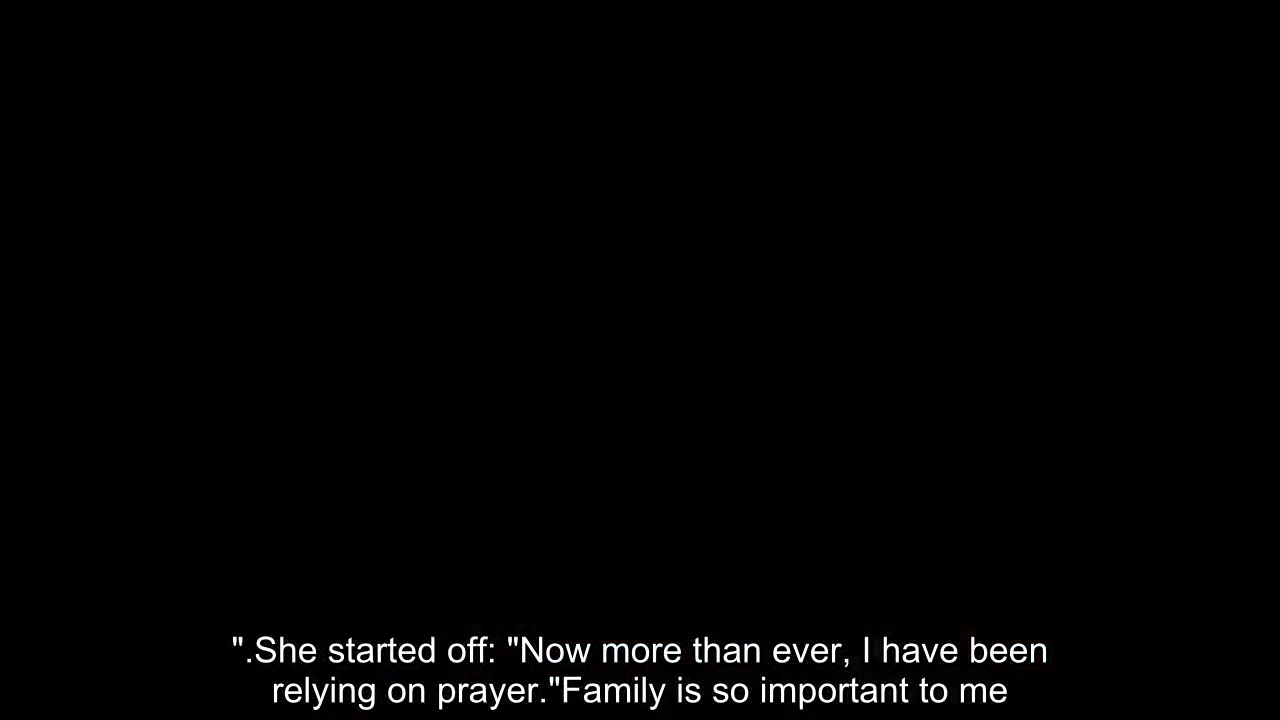 ".She started off: "Now more than ever, I have been
relying on prayer."Family is so important to me